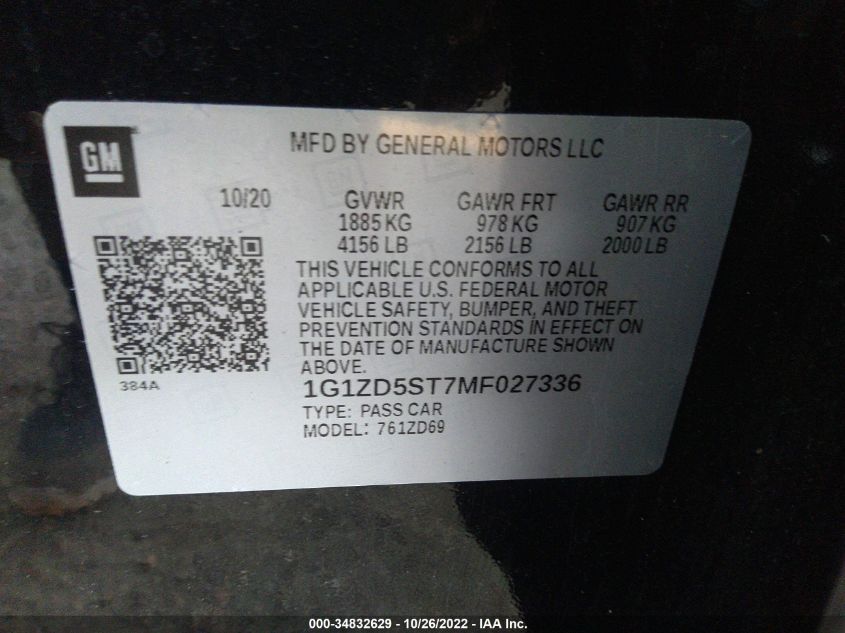 GM
MFD BY GENERAL MOTORS LLC
10/20 GVWR GAWR FRT GAWR RR
1885 KG 978 KG 907 KG
4156 LB 2156 LB 2000 LB
THIS VEHICLE CONFORMS TO ALL
APPLICABLE U.S. FEDERAL MOTOR
VEHICLE SAFETY, BUMPER, AND THEFT
PREVENTION STANDARDS IN EFFECT ON
THE DATE OF MANUFACTURE SHOWN
ABOVE.
384A
1G1ZD5ST7MF027336
TYPE: PASS CAR
MODEL: 761ZD69
000-34832629 - 10/26/2022 - IAA Inc.